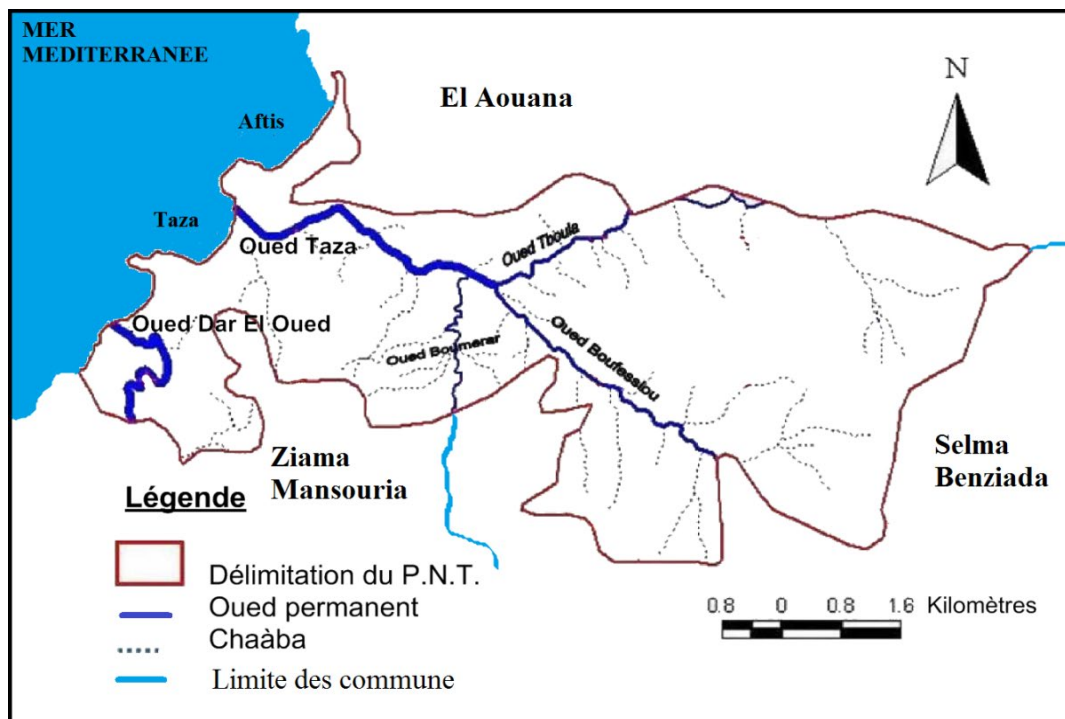 MER
MEDITERRANEE
El Aouana
N
Aftis
Taza
Oued Taza
Oued Tboula
Oued Dar El Oued
Oued Boumerar
Oued Boufessiou
Ziama
Mansouria
Selma
Benziada
Légende
Délimitation du P.N.T.
Oued permanent
Chaàba
Limite des commune
0.8 0 0.8 1.6 Kilomètres